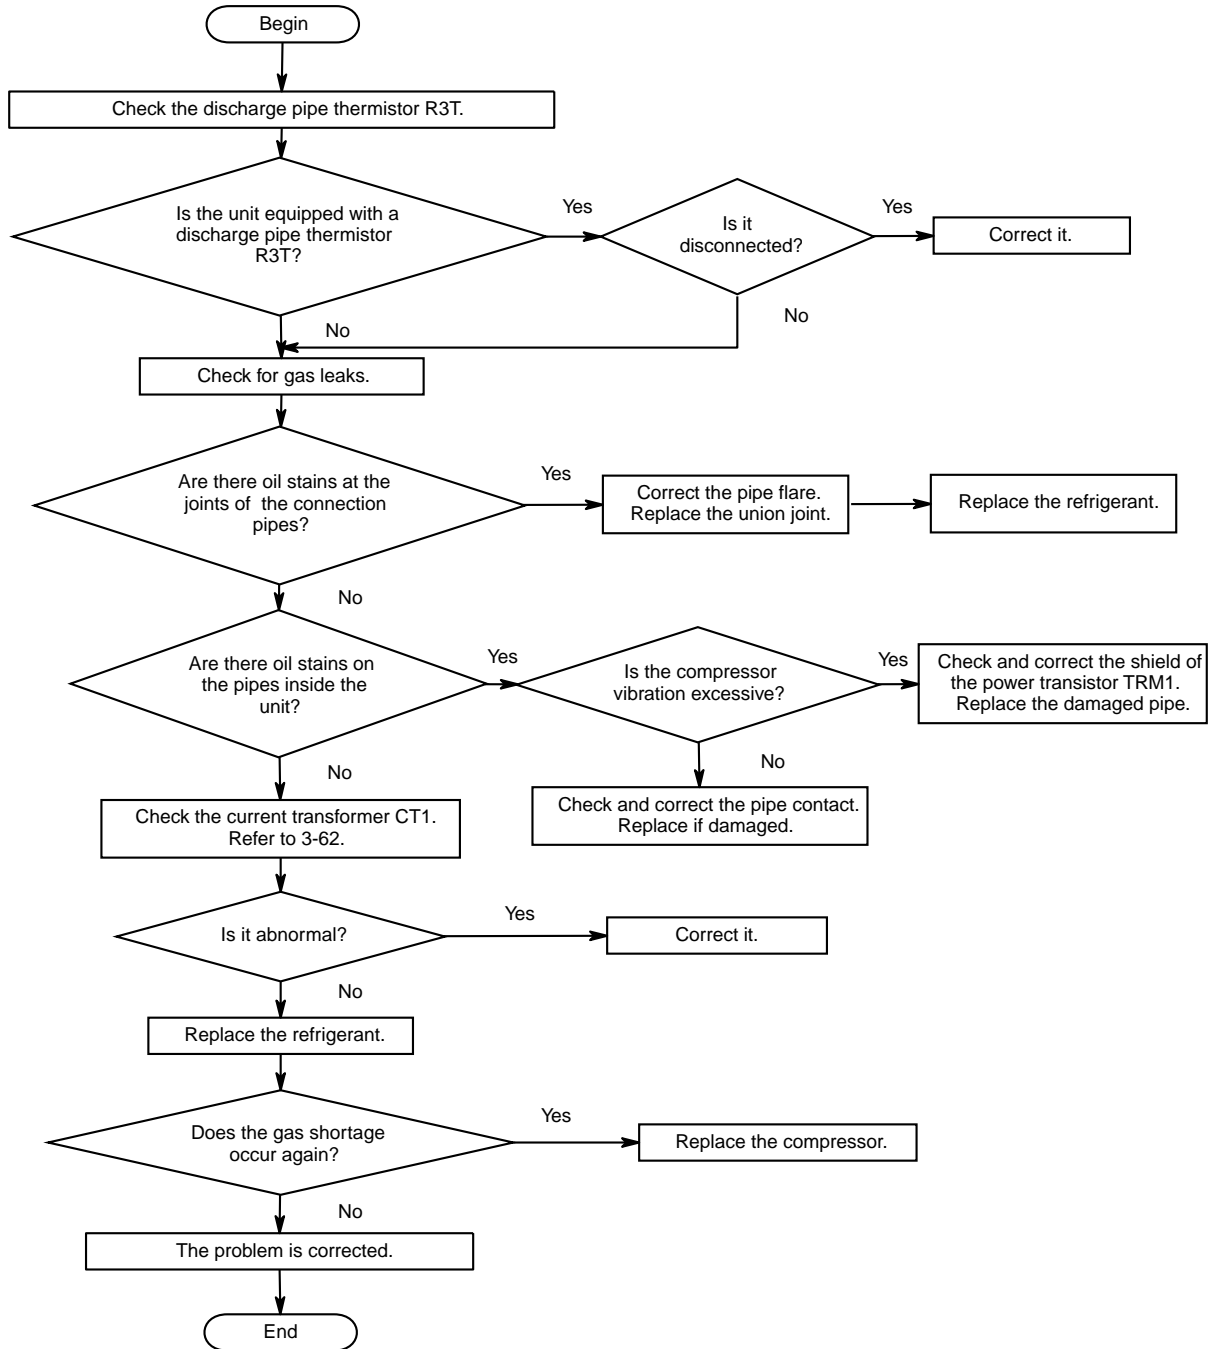 Begin
Check the discharge pipe thermistor R3T.
Is the unit equipped with a
discharge pipe thermistor
R3T?
Yes
Is it
disconnected?
Yes
Correct it.
No
No
Check for gas leaks.
Are there oil stains at the
joints of the connection
pipes?
Yes
Correct the pipe flare.
Replace the union joint.
Replace the refrigerant.
No
Are there oil stains on
the pipes inside the
unit?
Yes
Is the compressor
vibration excessive?
Yes
Check and correct the shield of
the power transistor TRM1.
Replace the damaged pipe.
No
No
Check and correct the pipe contact.
Replace if damaged.
Check the current transformer CT1.
Refer to 3-62.
Is it abnormal?
Yes
Correct it.
No
Replace the refrigerant.
Does the gas shortage
occur again?
Yes
Replace the compressor.
No
The problem is corrected.
End